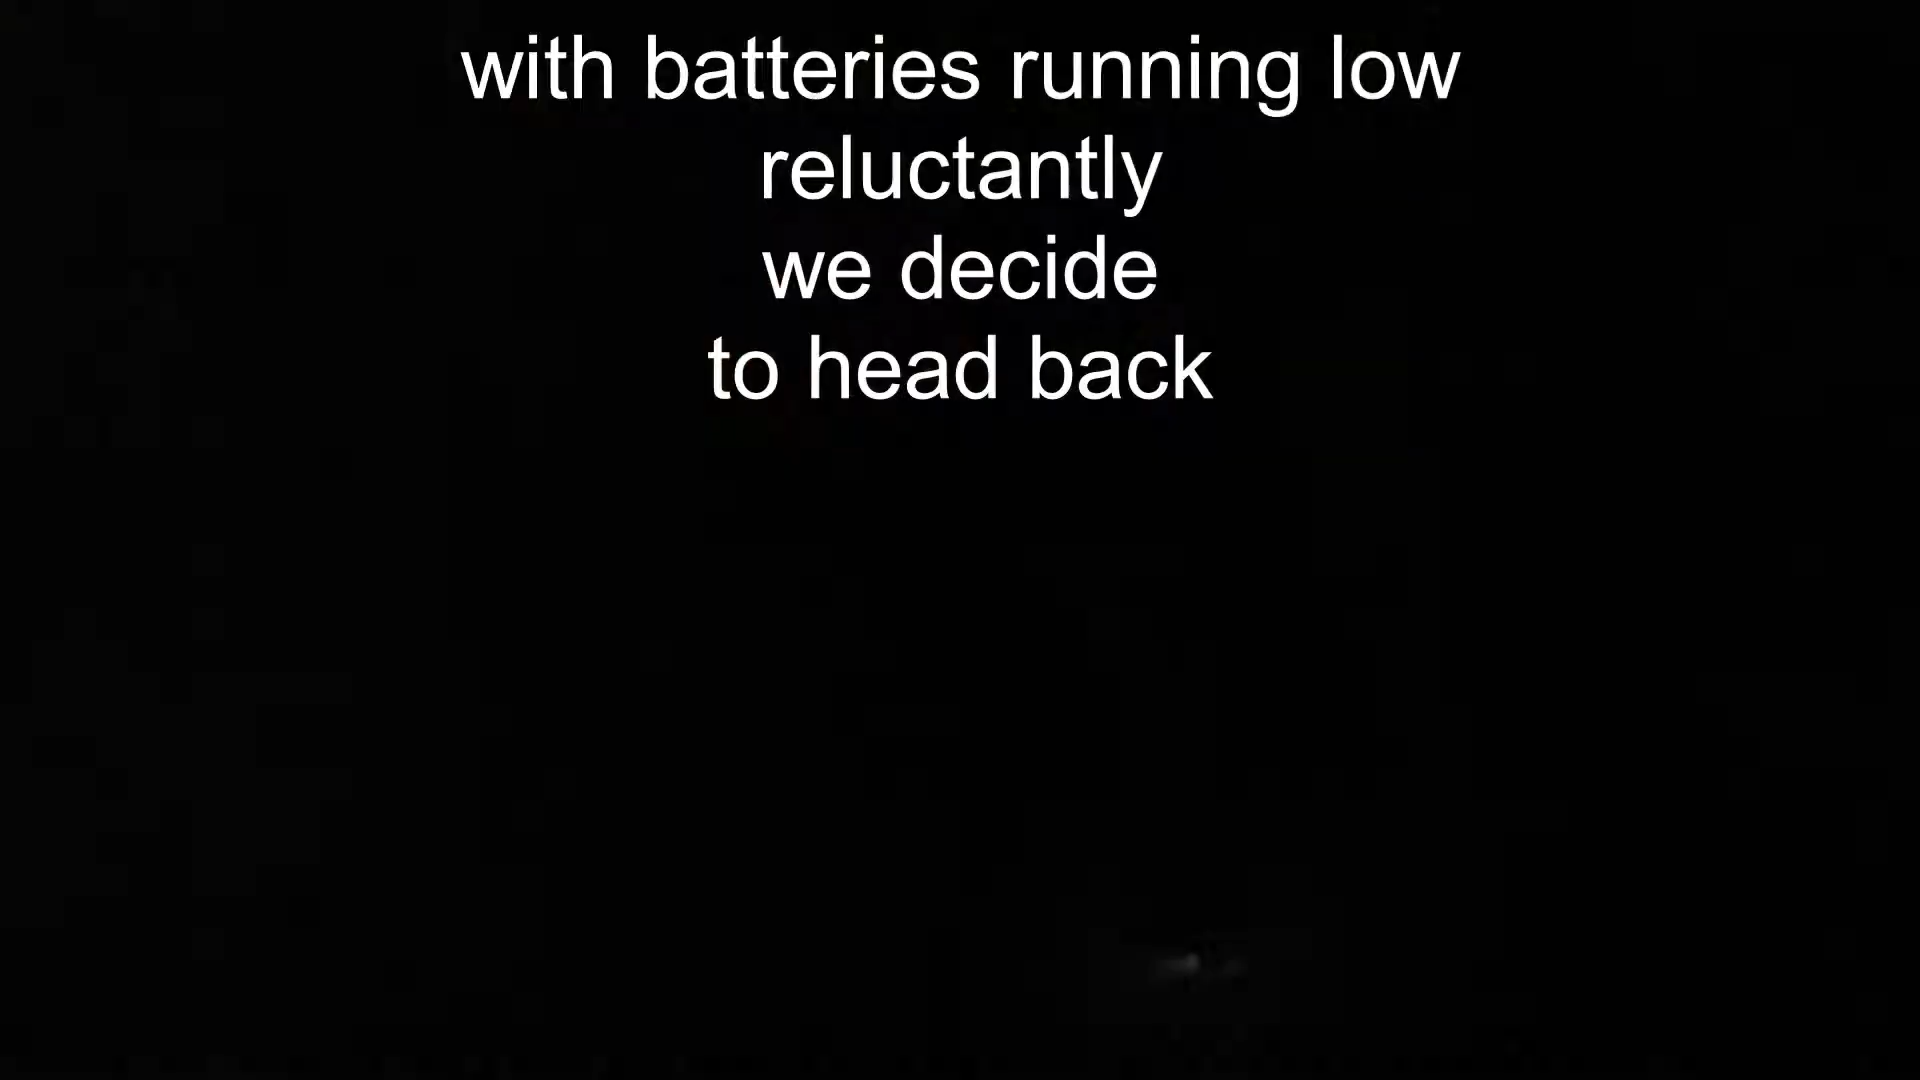 with batteries running low
reluctantly
we decide
to head back